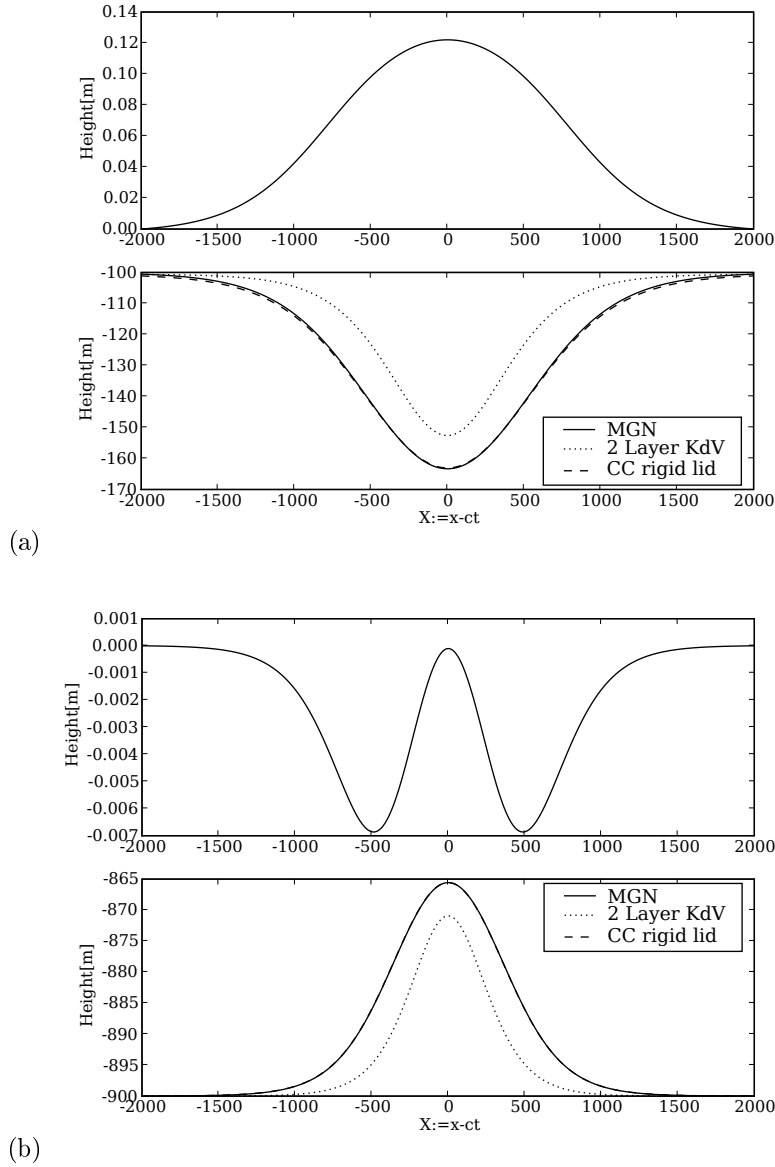 0.14
0.12
0.10
0.08
0.06
0.04
0.02
0.00
Height[m]
-2000 -1500 -1000 -500 0 500 1000 1500 2000
-100
-110
-120
-130
-140
-150
-160
-170
Height[m]
MGN
2 Layer KdV
CC rigid lid
-2000 -1500 -1000 -500 0 500 1000 1500 2000
X:=x-ct
(a)
0.001
0.000
-0.001
-0.002
-0.003
-0.004
-0.005
-0.006
-0.007
Height[m]
-2000 -1500 -1000 -500 0 500 1000 1500 2000
-865
-870
-875
-880
-885
-890
-895
-900
Height[m]
MGN
2 Layer KdV
CC rigid lid
-2000 -1500 -1000 -500 0 500 1000 1500 2000
X:=x-ct
(b)